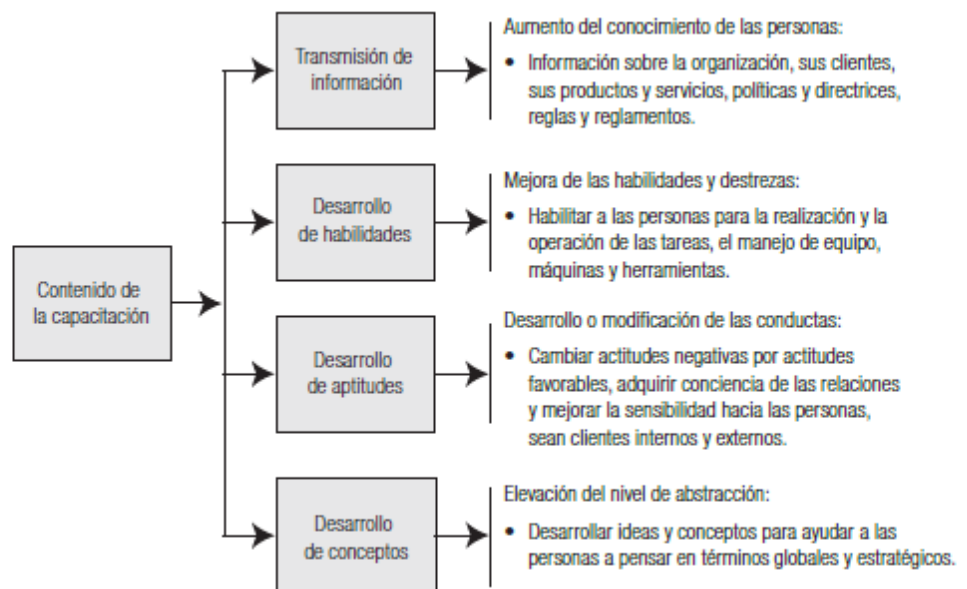 Contenido de
la capacitación
Transmisión de
información
Aumento del conocimiento de las personas:
• Información sobre la organización, sus clientes,
sus productos y servicios, políticas y directrices,
reglas y reglamentos.
Desarrollo
de habilidades
Mejora de las habilidades y destrezas:
• Habilitar a las personas para la realización y la
operación de las tareas, el manejo de equipo,
máquinas y herramientas.
Desarrollo
de aptitudes
Desarrollo o modificación de las conductas:
• Cambiar actitudes negativas por actitudes
favorables, adquirir conciencia de las relaciones
y mejorar la sensibilidad hacia las personas,
sean clientes internos y externos.
Desarrollo
de conceptos
Elevación del nivel de abstracción:
• Desarrollar ideas y conceptos para ayudar a las
personas a pensar en términos globales y estratégicos.